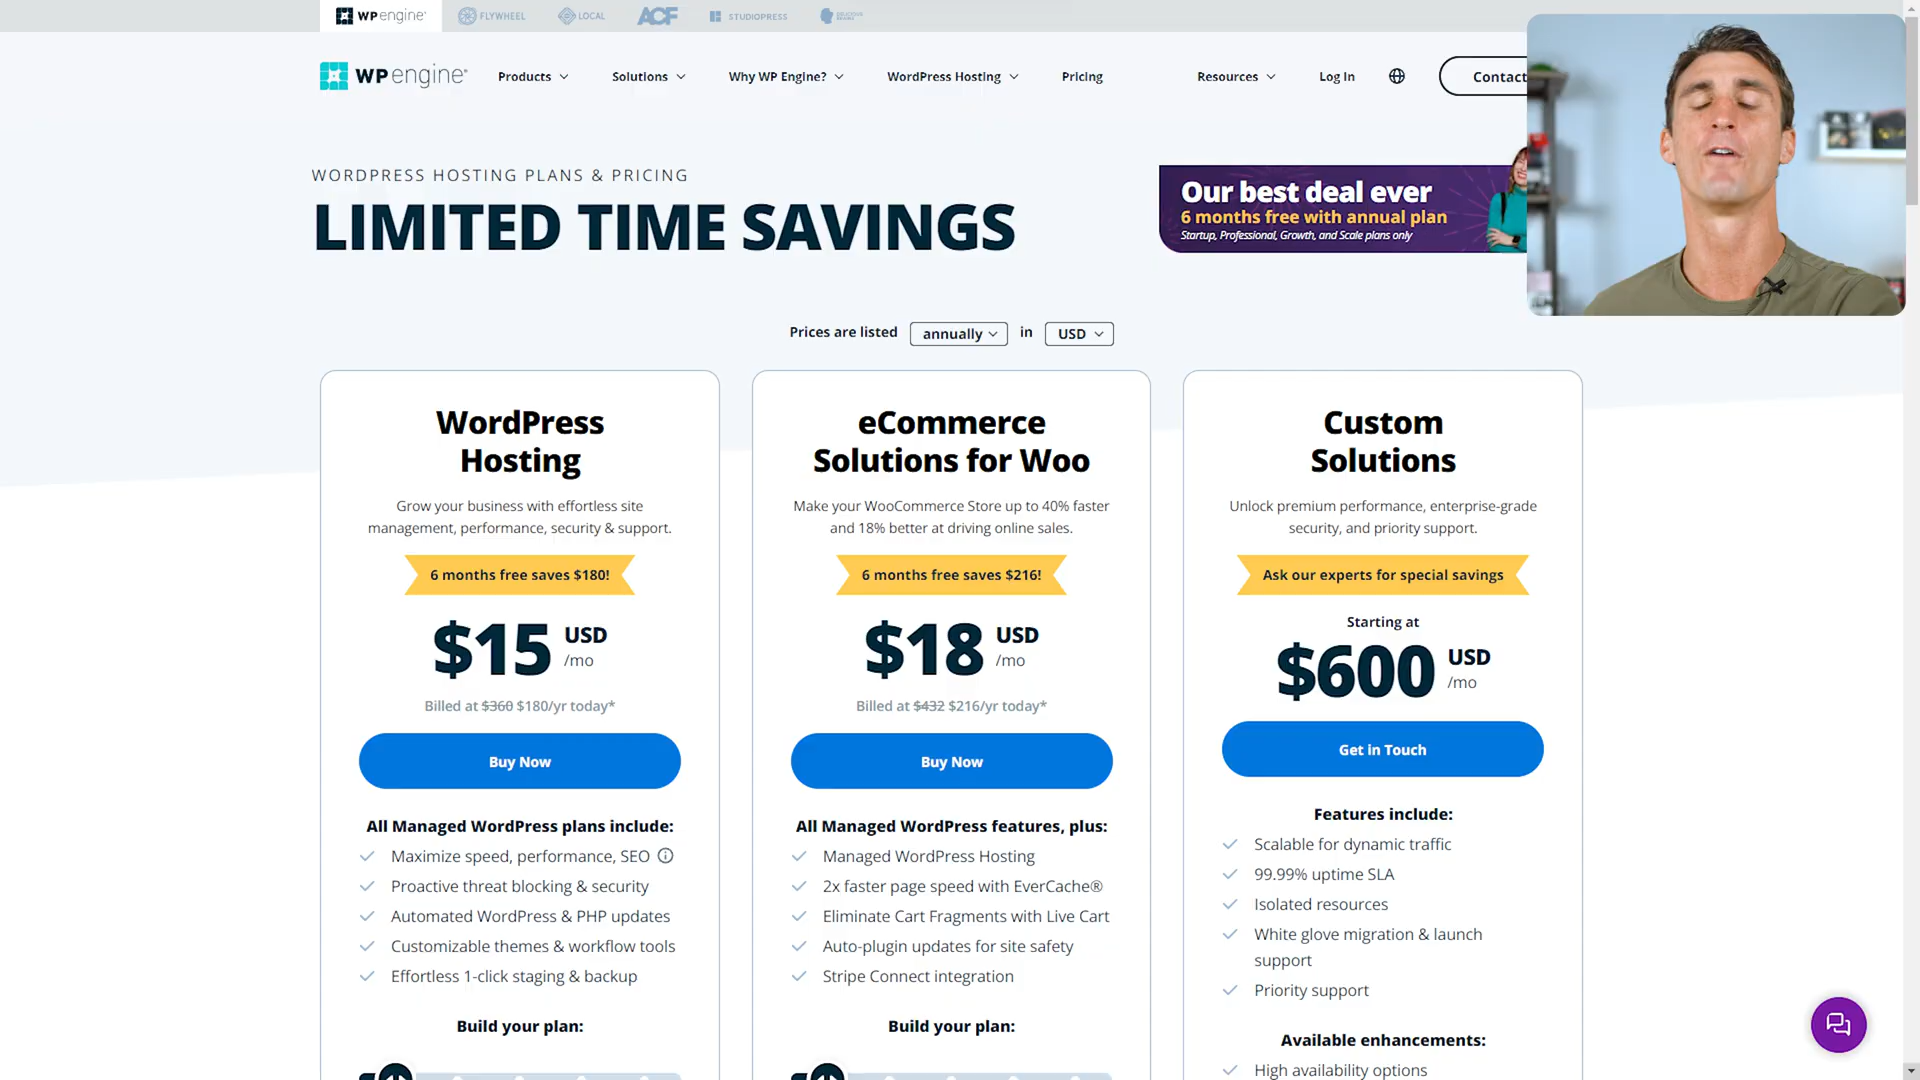 WP engine
FLYWHEEL
LOCAL
ACF
STUDIOPRESS
WP engine
Products
Solutions
Why WP Engine?
WordPress Hosting
Pricing
Resources
Log In
Contact
WORDPRESS HOSTING PLANS & PRICING
LIMITED TIME SAVINGS
Our best deal ever
6 months free with annual plan
Startup, Professional, Growth, and Scale plans only
Prices are listed annually in USD
WordPress
Hosting
Grow your business with effortless site
management, performance, security & support.
6 months free saves $180!
$15 USD
/mo
Billed at $360 $180/yr today*
Buy Now
All Managed WordPress plans include:
Maximize speed, performance, SEO
Proactive threat blocking & security
Automated WordPress & PHP updates
Customizable themes & workflow tools
Effortless 1-click staging & backup
Build your plan:
eCommerce
Solutions for Woo
Make your WooCommerce Store up to 40% faster
and 18% better at driving online sales.
6 months free saves $216!
$18 USD
/mo
Billed at $432 $216/yr today*
Buy Now
All Managed WordPress features, plus:
Managed WordPress Hosting
2x faster page speed with EverCache®
Eliminate Cart Fragments with Live Cart
Auto-plugin updates for site safety
Stripe Connect integration
Build your plan:
Custom
Solutions
Unlock premium performance, enterprise-grade
security, and priority support.
Ask our experts for special savings
Starting at
$600 USD
/mo
Get in Touch
Features include:
Scalable for dynamic traffic
99.99% uptime SLA
Isolated resources
White glove migration & launch
support
Priority support
Available enhancements:
High availability options